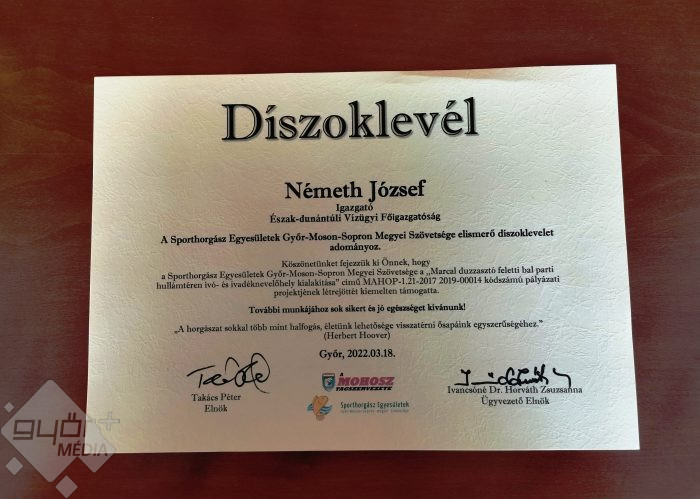 Díszoklevél
Németh József
Igazgató
Észak-dunántúli Vízügyi Főigazgatóság
A Sporthorgász Egyesületek Győr-Moson-Sopron Megyei Szövetsége elismerő díszoklevelet
adományoz.
Köszönetünket fejezzük ki Önnek, hogy
a Sporthorgász Egyesületek Győr-Moson-Sopron Megyei Szövetsége a „Marcal duzzasztó feletti bal parti
hullámtéren ívó- és ivadéknevelőhely kialakítása" című MAHOP-1.21-2017 2019-00014 kódszámú pályázati
projektjének létrejöttét kiemelten támogatta.
További munkájához sok sikert és jó egészséget kívánunk!
„A horgászat sokkal több mint halfogás, életünk lehetősége visszatérni ősapáink egyszerűségéhez."
(Herbert Hoover)
Győr, 2022.03.18.
Takács Péter
Elnök
A
MOHOSZ
TAGSZERVEZETE
Sporthorgász Egyesületek
Ivancsóné Dr. Horváth Zsuzsanna
Ügyvezető Elnök
győr+
MÉDIA